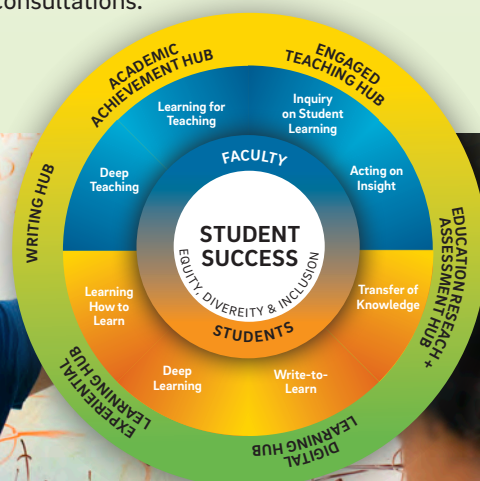 consultations.
ACADEMIC
ACHIEVEMENT HUB
ENGAGED
TEACHING HUB
WRITING HUB
EDUCATION RESEACH +
ASSESSMENT HUB
EXPERIENTIAL
LEARNING HUB
DIGITAL
LEARNING HUB
Learning for
Teaching
Inquiry
on Student
Learning
Deep
Teaching
Acting on
Insight
FACULTY
STUDENT
SUCCESS
EQUITY, DIVEREITY & INCLUSION
STUDENTS
Learning
How to
Learn
Transfer of
Knowledge
Deep
Learning
Write-to-
Learn